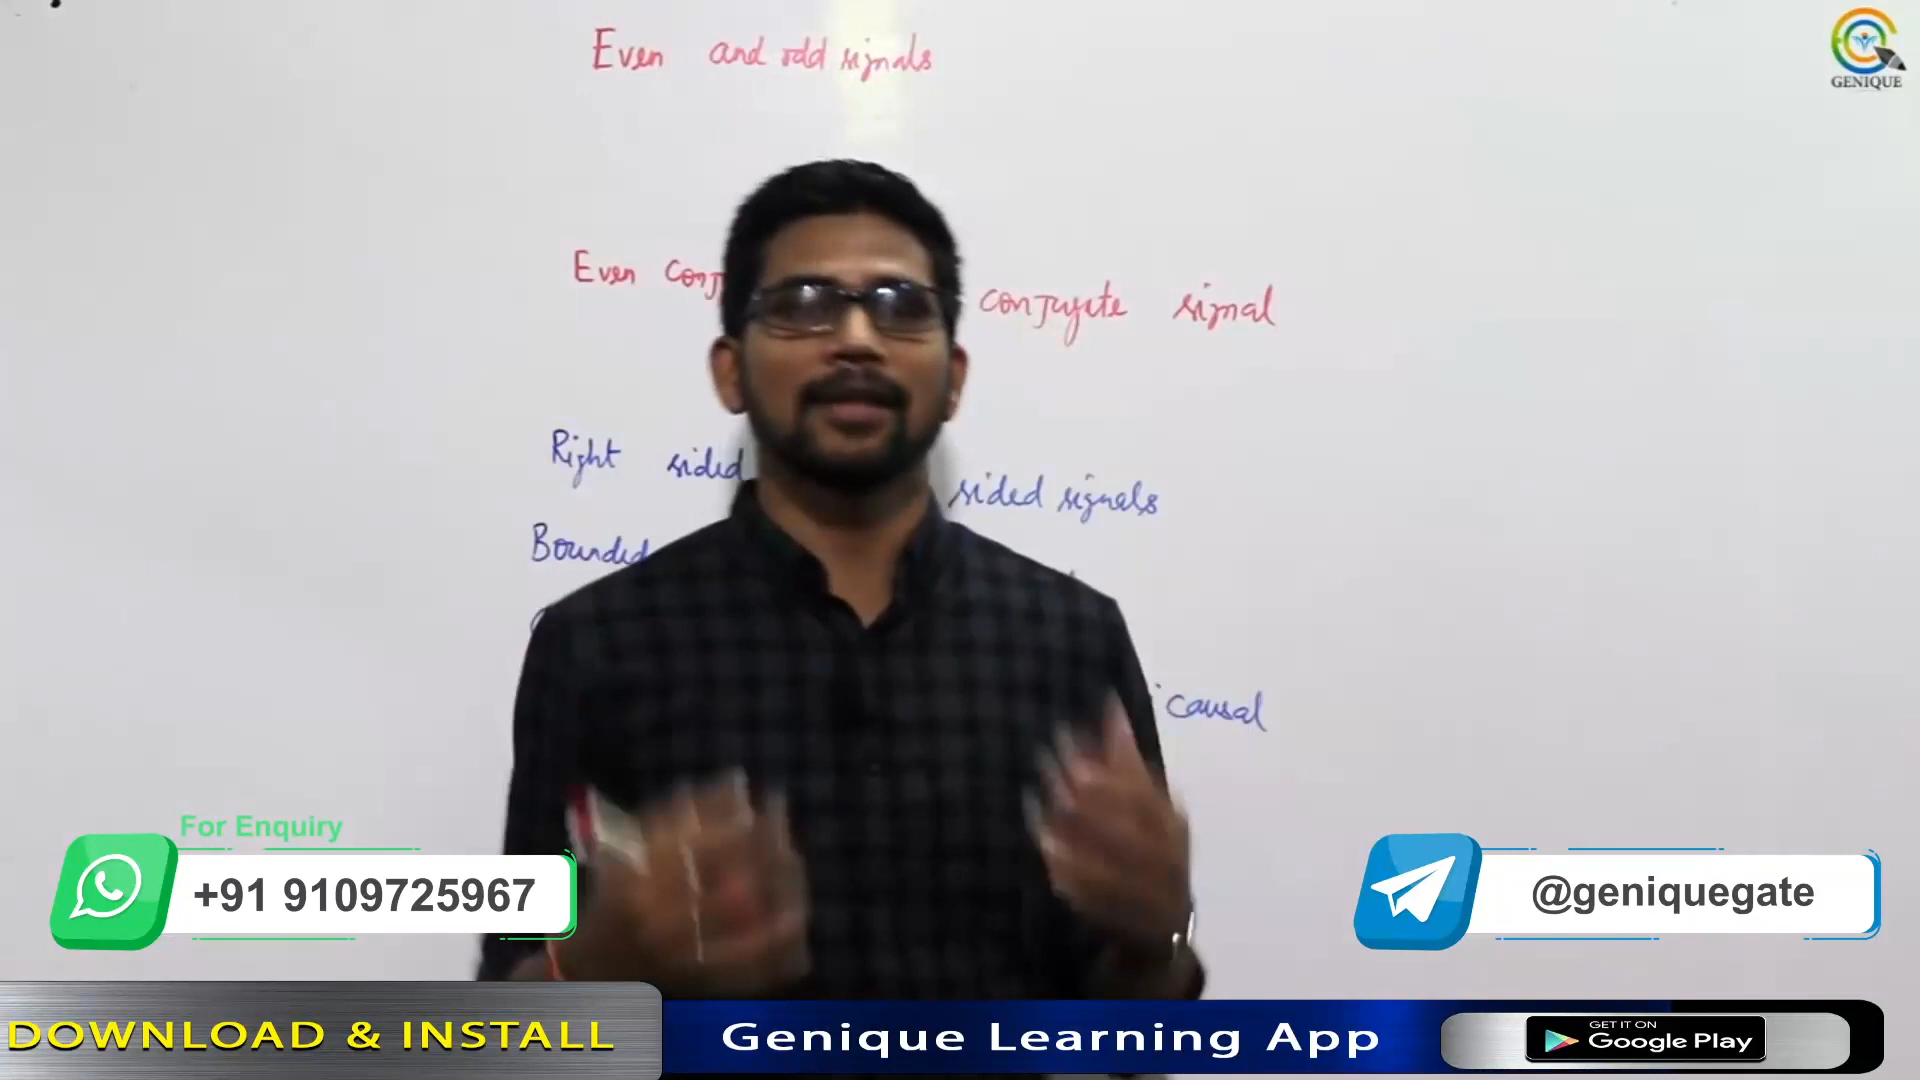 Even and odd signals
GENIQUE
Even conjugate signal
Right sided sided signals
Bounded
causal
For Enquiry
+91 9109725967
@geniquegate
DOWNLOAD & INSTALL
Genique Learning App
GET IT ON
Google Play